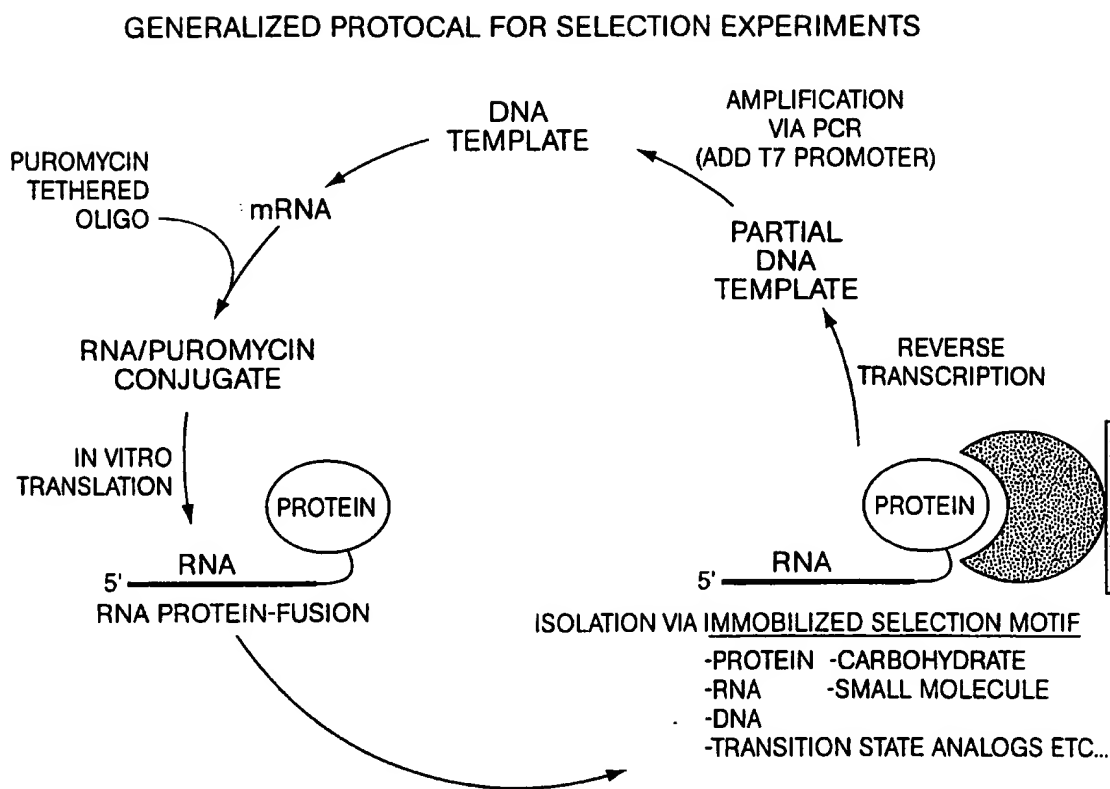 GENERALIZED PROTOCAL FOR SELECTION EXPERIMENTS
DNA
TEMPLATE
AMPLIFICATION
VIA PCR
(ADD T7 PROMOTER)
PUROMYCIN
TETHERED
OLIGO
mRNA
PARTIAL
DNA
TEMPLATE
RNA/PUROMYCIN
CONJUGATE
REVERSE
TRANSCRIPTION
IN VITRO
TRANSLATION
PROTEIN
RNA
5'
RNA PROTEIN-FUSION
PROTEIN
RNA
5'
ISOLATION VIA IMMOBILIZED SELECTION MOTIF
-PROTEIN -CARBOHYDRATE
-RNA -SMALL MOLECULE
-DNA
-TRANSITION STATE ANALOGS ETC...